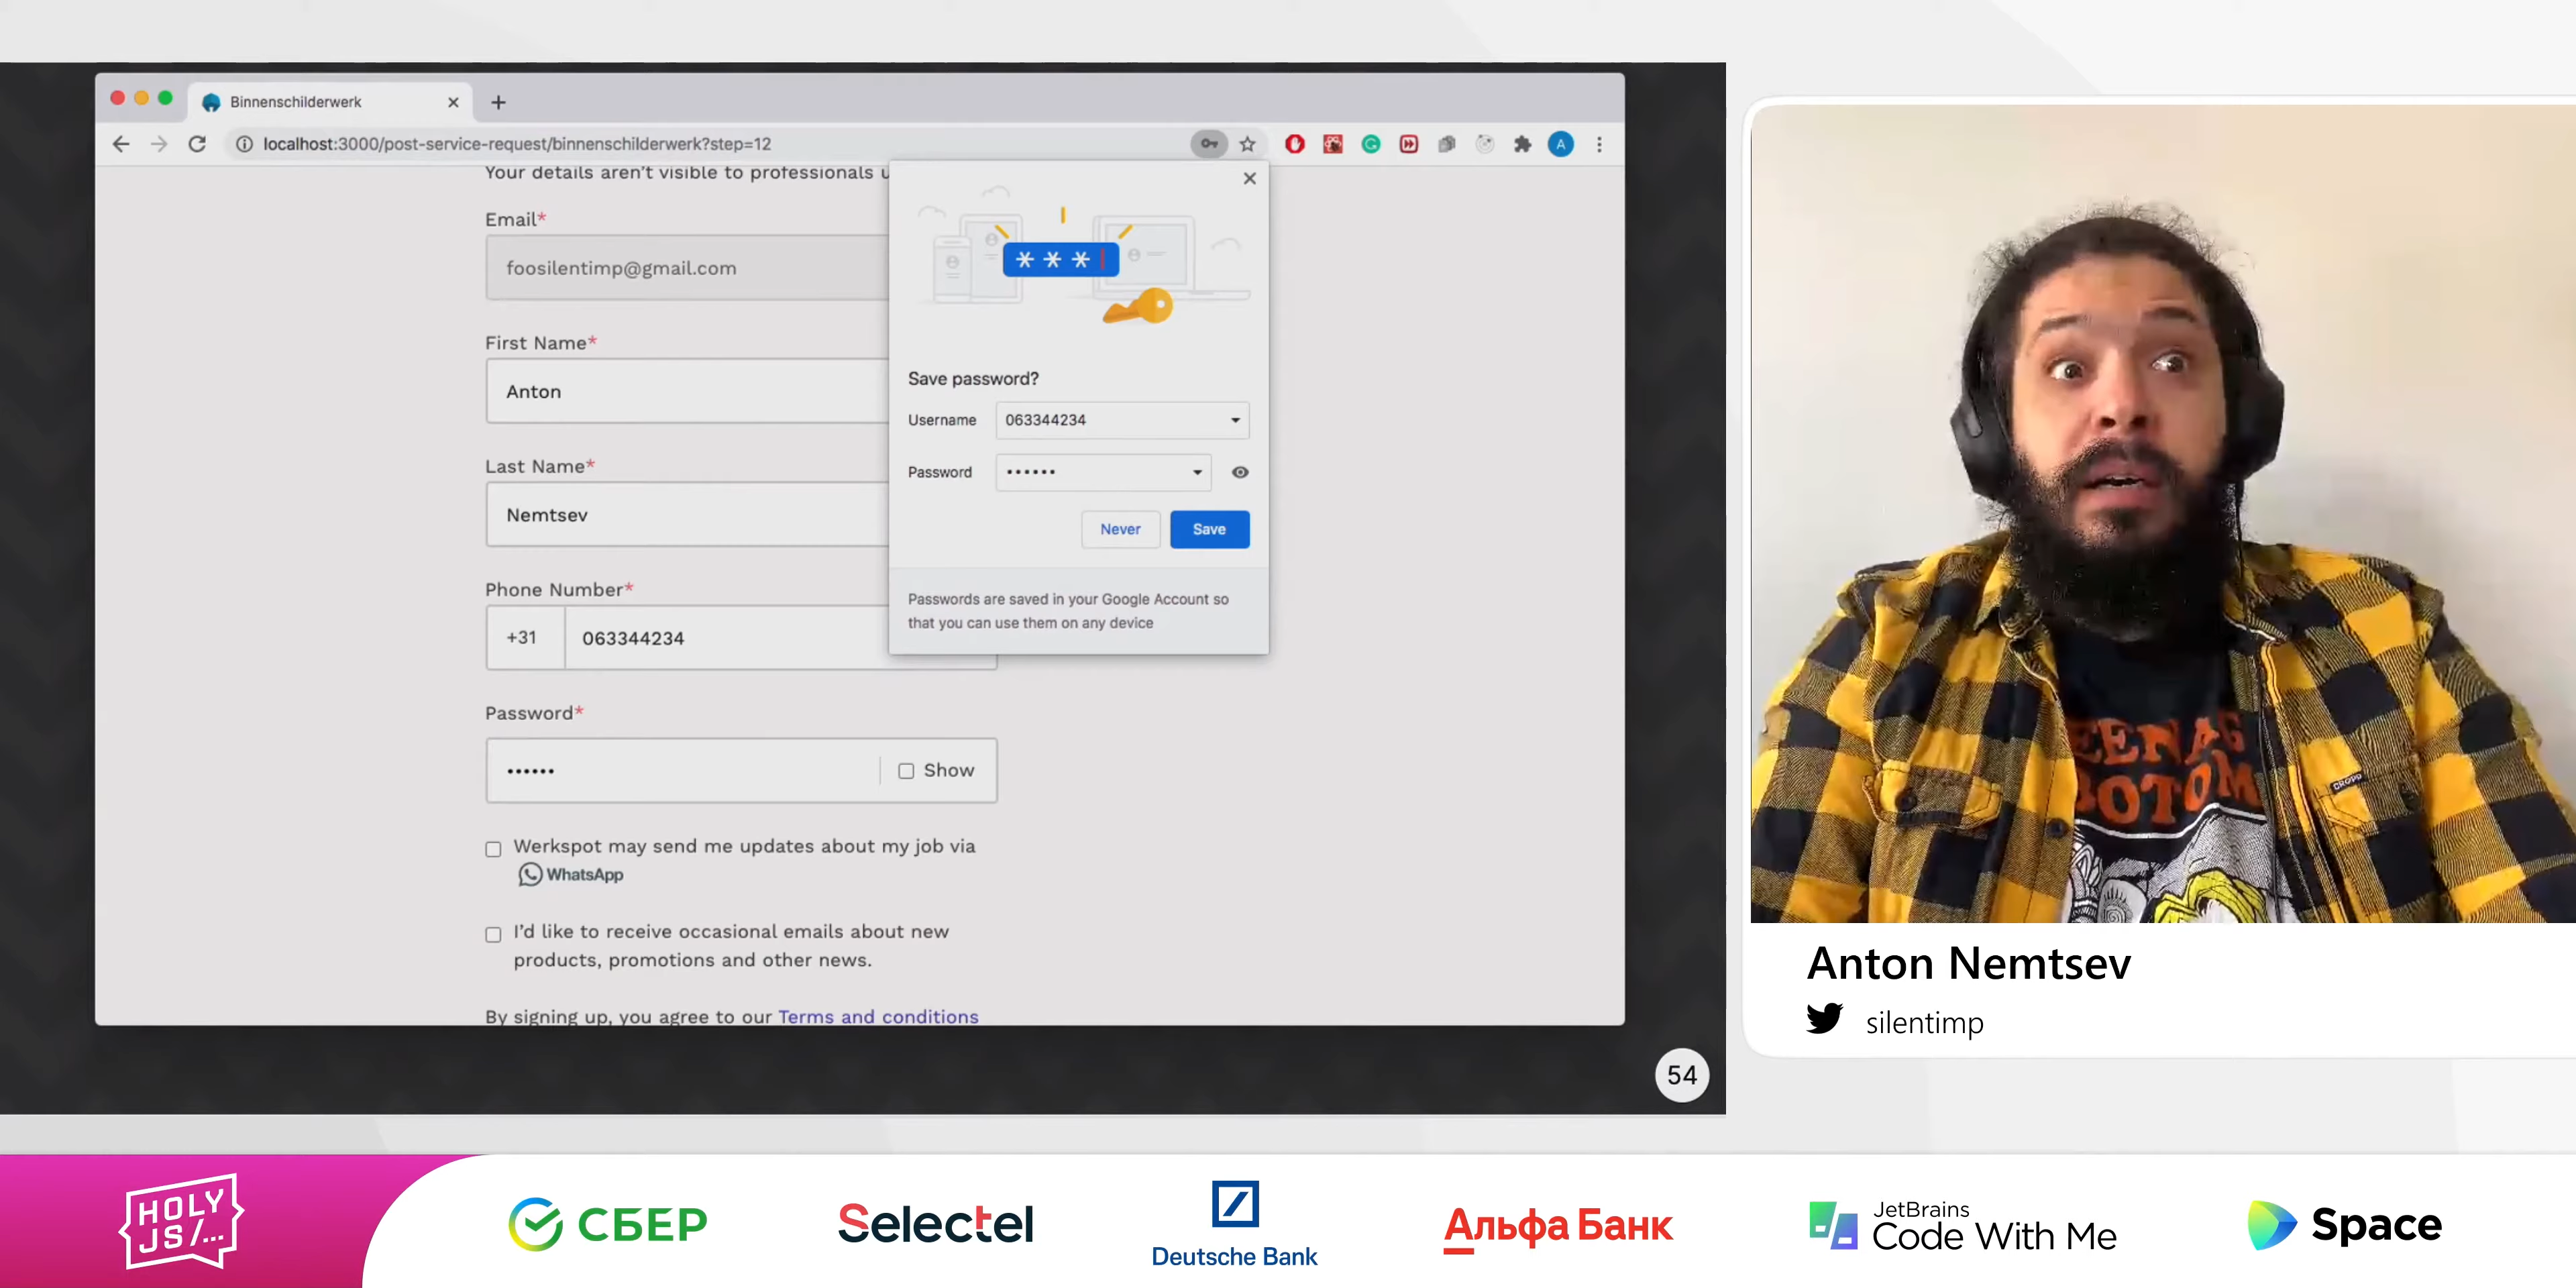 Binnenschilderwerk
localhost:3000/post-service-request/binnenschilderwerk?step=12
A
Your details aren't visible to professionals
Email*
foosilentimp@gmail.com
First Name*
Anton
Last Name*
Nemtsev
Phone Number*
+31
063344234
Password*
••••••
Show
Werkspot may send me updates about my job via
WhatsApp
I'd like to receive occasional emails about new
products, promotions and other news.
By signing up, you agree to our Terms and conditions
* * *
Save password?
Username
063344234
Password
••••••
Never
Save
Passwords are saved in your Google Account so
that you can use them on any device
54
DROPP
Anton Nemtsev
silentimp
HOLY
JS/...
СБЕР
Selectel
Deutsche Bank
Альфа Банк
JetBrains
Code With Me
Space